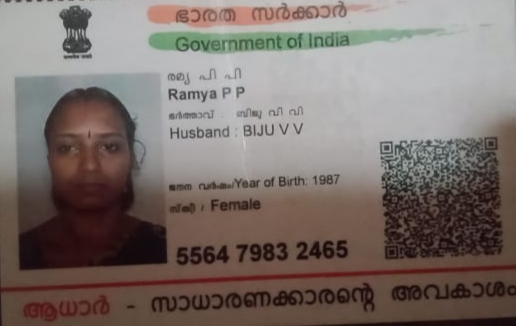 ഭാരത സർക്കാർ
Government of India
രമ്യ പി പി
Ramya P P
ഭർത്താവ് : ബിജു വി വി
Husband : BIJU V V
ജനന വർഷം/Year of Birth: 1987
സ്ത്രീ / Female
5564 7983 2465
ആധാർ - സാധാരണക്കാരന്റെ അവകാശം